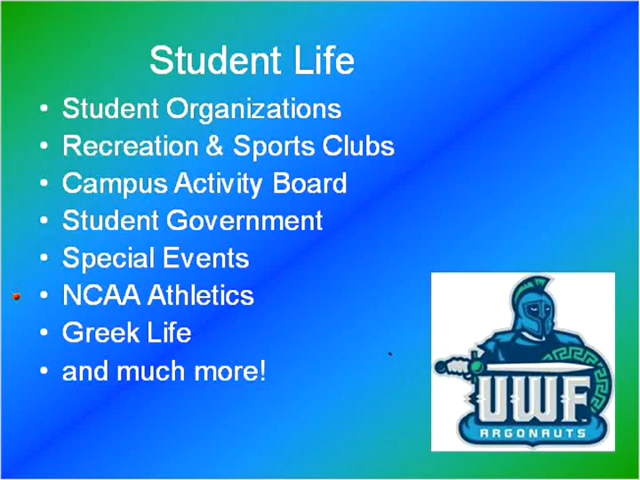 Student Life
• Student Organizations
• Recreation & Sports Clubs
• Campus Activity Board
• Student Government
• Special Events
• NCAA Athletics
• Greek Life
• and much more!
UWF
ARGONAUTS